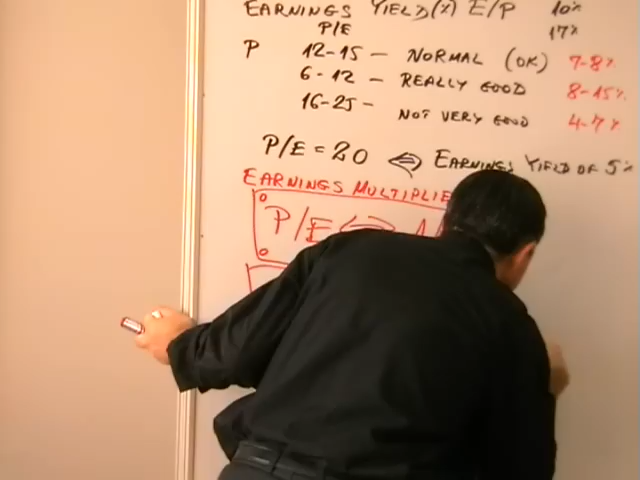 EARNINGS YIELD(%) E/P 10%
P/E 17%
P 12-15 - NORMAL (OK) 7-8%
6-12 - REALLY GOOD 8-15%
16-25 - NOT VERY GOOD 4-7%
P/E = 20 ⇔ EARNINGS YIELD OF 5%
EARNINGS MULTIPLIE
P/E ⇔